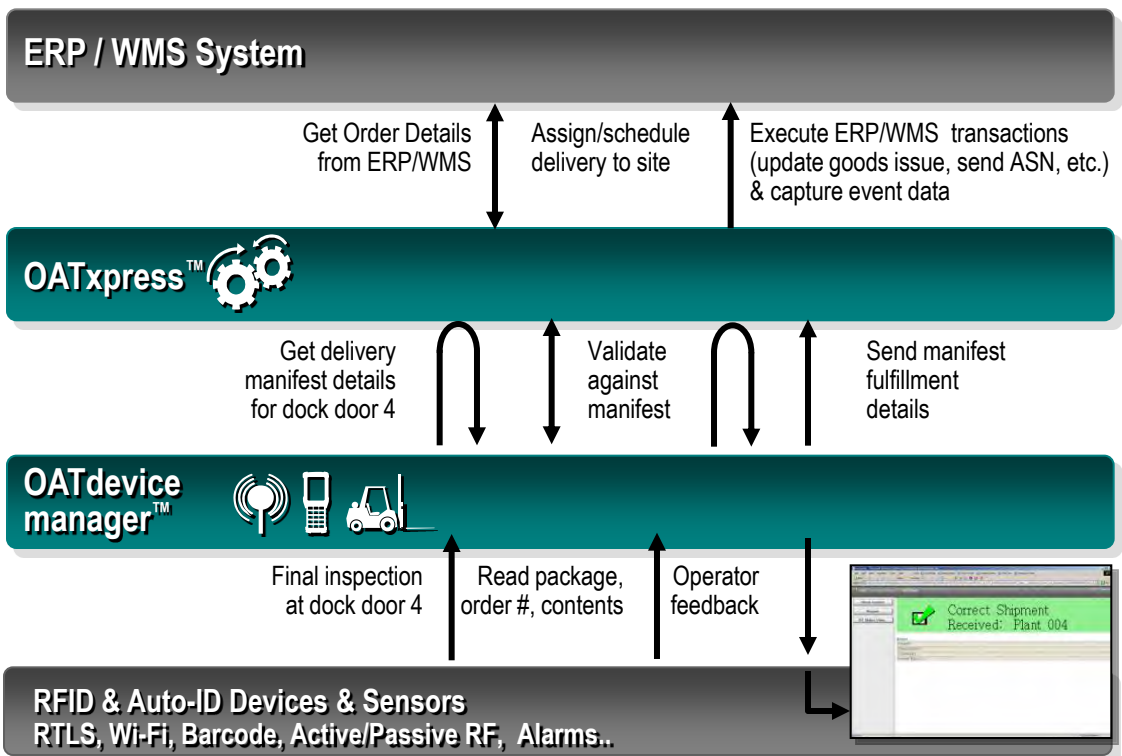 ERP / WMS System
Get Order Details
from ERP/WMS
Assign/schedule
delivery to site
Execute ERP/WMS transactions
(update goods issue, send ASN, etc.)
& capture event data
OATxpress™
Get delivery
manifest details
for dock door 4
Validate
against
manifest
Send manifest
fulfillment
details
OATdevice
manager™
Final inspection
at dock door 4
Read package,
order #, contents
Operator
feedback
Correct Shipment
Received: Plant 004
RFID & Auto-ID Devices & Sensors
RTLS, Wi-Fi, Barcode, Active/Passive RF, Alarms..